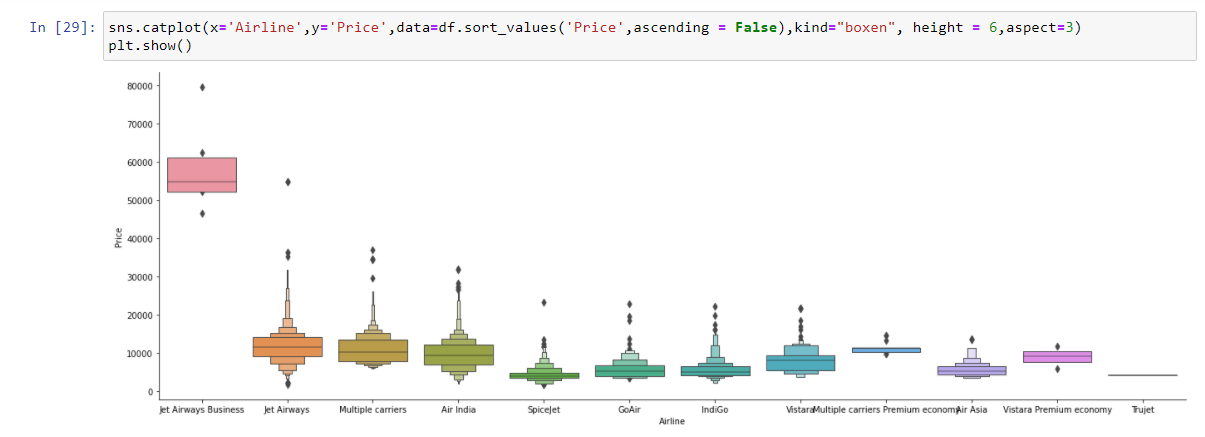 In [29]: sns.catplot(x='Airline',y='Price',data=df.sort_values('Price',ascending = False),kind="boxen", height = 6,aspect=3)
plt.show()
80000
70000
60000
50000
40000
30000
20000
10000
0
Price
Jet Airways Business Jet Airways Multiple carriers Air India SpiceJet GoAir IndiGo Vistara Multiple carriers Premium economy Air Asia Vistara Premium economy Trujet
Airline